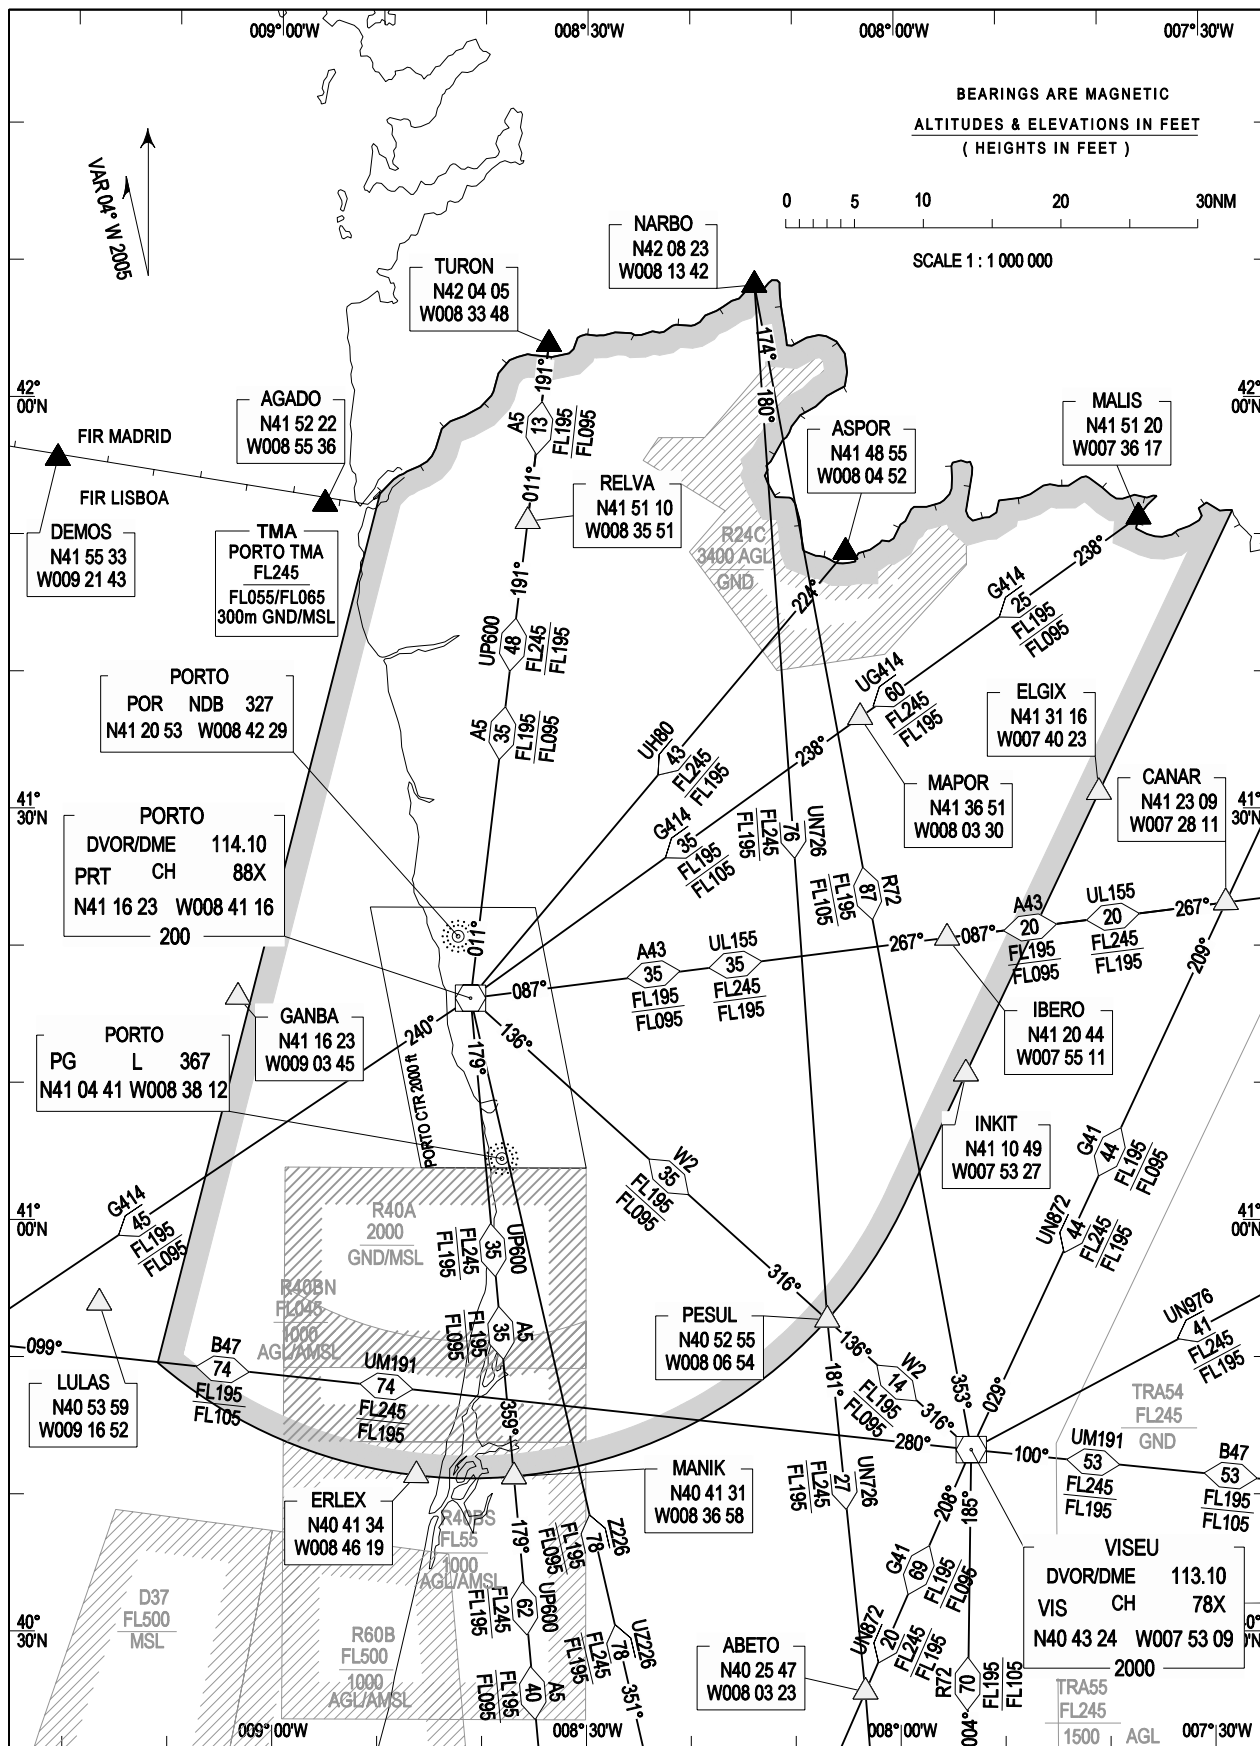 009° 00'W
008° 30'W
008° 00'W
007° 30'W
BEARINGS ARE MAGNETIC
ALTITUDES & ELEVATIONS IN FEET
( HEIGHTS IN FEET )
0 5 10 20 30NM
SCALE 1 : 1 000 000
VAR 04° W 2005
NARBO
N42 08 23
W008 13 42
TURON
N42 04 05
W008 33 48
42°
00'N
42°
00'N
AGADO
N41 52 22
W008 55 36
FIR MADRID
FIR LISBOA
DEMOS
N41 55 33
W009 21 43
TMA
PORTO TMA
FL245
FL055/FL065
300m GND/MSL
191°
A5
13
FL195
FL095
011°
RELVA
N41 51 10
W008 35 51
174°
180°
ASPOR
N41 48 55
W008 04 52
MALIS
N41 51 20
W007 36 17
R24C
3400 AGL
GND
191°
UP600
48
FL245
FL195
A5
35
FL195
FL095
224°
238°
G414
25
FL195
FL095
UG414
60
FL245
FL195
PORTO
POR NDB 327
N41 20 53 W008 42 29
ELGIX
N41 31 16
W007 40 23
UH80
43
FL245
FL195
238°
MAPOR
N41 36 51
W008 03 30
CANAR
N41 23 09
W007 28 11
41°
30'N
41°
30'N
PORTO
DVOR/DME 114.10
PRT CH 88X
N41 16 23 W008 41 16
200
G414
35
FL195
FL105
UN726
76
FL245
FL195
R72
87
FL195
FL105
011°
087°
A43
35
FL195
FL095
UL155
35
FL245
FL195
267°
087°
A43
20
FL195
FL095
UL155
20
FL245
FL195
267°
209°
IBERO
N41 20 44
W007 55 11
GANBA
N41 16 23
W009 03 45
240°
179°
136°
PORTO CTR 2000 ft
PORTO
PG L 367
N41 04 41 W008 38 12
INKIT
N41 10 49
W007 53 27
W2
35
FL195
FL095
G41
44
FL195
FL095
UN872
44
FL245
FL195
G414
45
FL195
FL095
41°
00'N
41°
00'N
R40A
2000
GND/MSL
UP600
35
FL245
FL195
R40BN
FL045
1000
AGL/AMSL
A5
35
FL195
FL095
316°
PESUL
N40 52 55
W008 06 54
UN976
41
FL245
FL195
099°
B47
74
FL195
FL105
UM191
74
FL245
FL195
LULAS
N40 53 59
W009 16 52
136°
W2
14
FL195
FL095
316°
181°
353°
029°
TRA54
FL245
GND
359°
280°
100°
UM191
53
FL245
FL195
B47
53
FL195
FL105
MANIK
N40 41 31
W008 36 58
ERLEX
N40 41 34
W008 46 19
R40BS
FL55
1000
AGL/AMSL
UN726
27
FL245
FL195
208°
185°
VISEU
DVOR/DME 113.10
VIS CH 78X
N40 43 24 W007 53 09
2000
179°
Z226
78
FL195
FL095
G41
69
FL195
FL095
D37
FL500
MSL
R60B
FL500
1000
AGL/AMSL
40°
30'N
UP600
62
FL245
FL195
UZ226
78
FL245
FL195
UN872
20
FL245
FL195
ABETO
N40 25 47
W008 03 23
R72
70
FL195
FL105
A5
40
FL195
FL095
351°
004°
TRA55
FL245
1500 AGL
009° 00'W
008° 30'W
008° 00'W
007° 30'W